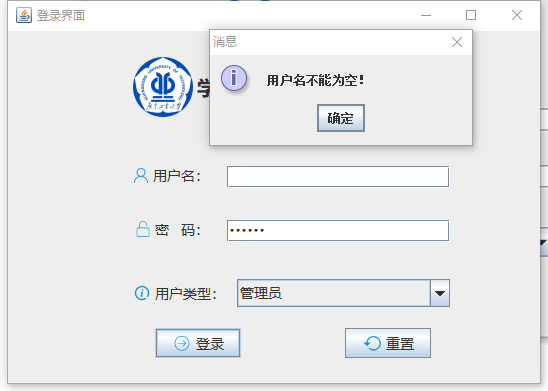 登录界面
消息
用户名不能为空!
确定
学
用户名:
密 码: ••••••
用户类型: 管理员
登录
重置